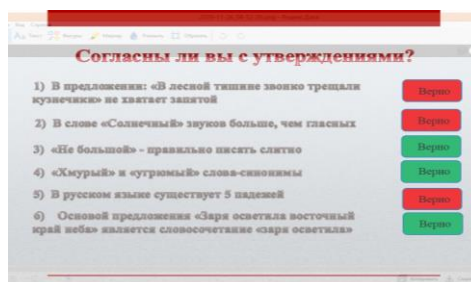 Согласны ли вы с утверждениями?
1) В предложении: «В лесной тишине звонко трещали
кузнечики» не хватает запятой
Верно
2) В слове «Солнечный» звуков больше, чем гласных
Верно
3) «Не большой» - правильно писать слитно
Верно
4) «Хмурый» и «угрюмый» слова-синонимы
Верно
5) В русском языке существует 5 падежей
Верно
6) Основой предложения «Заря осветила восточный
край неба» является словосочетание «заря осветила»
Верно